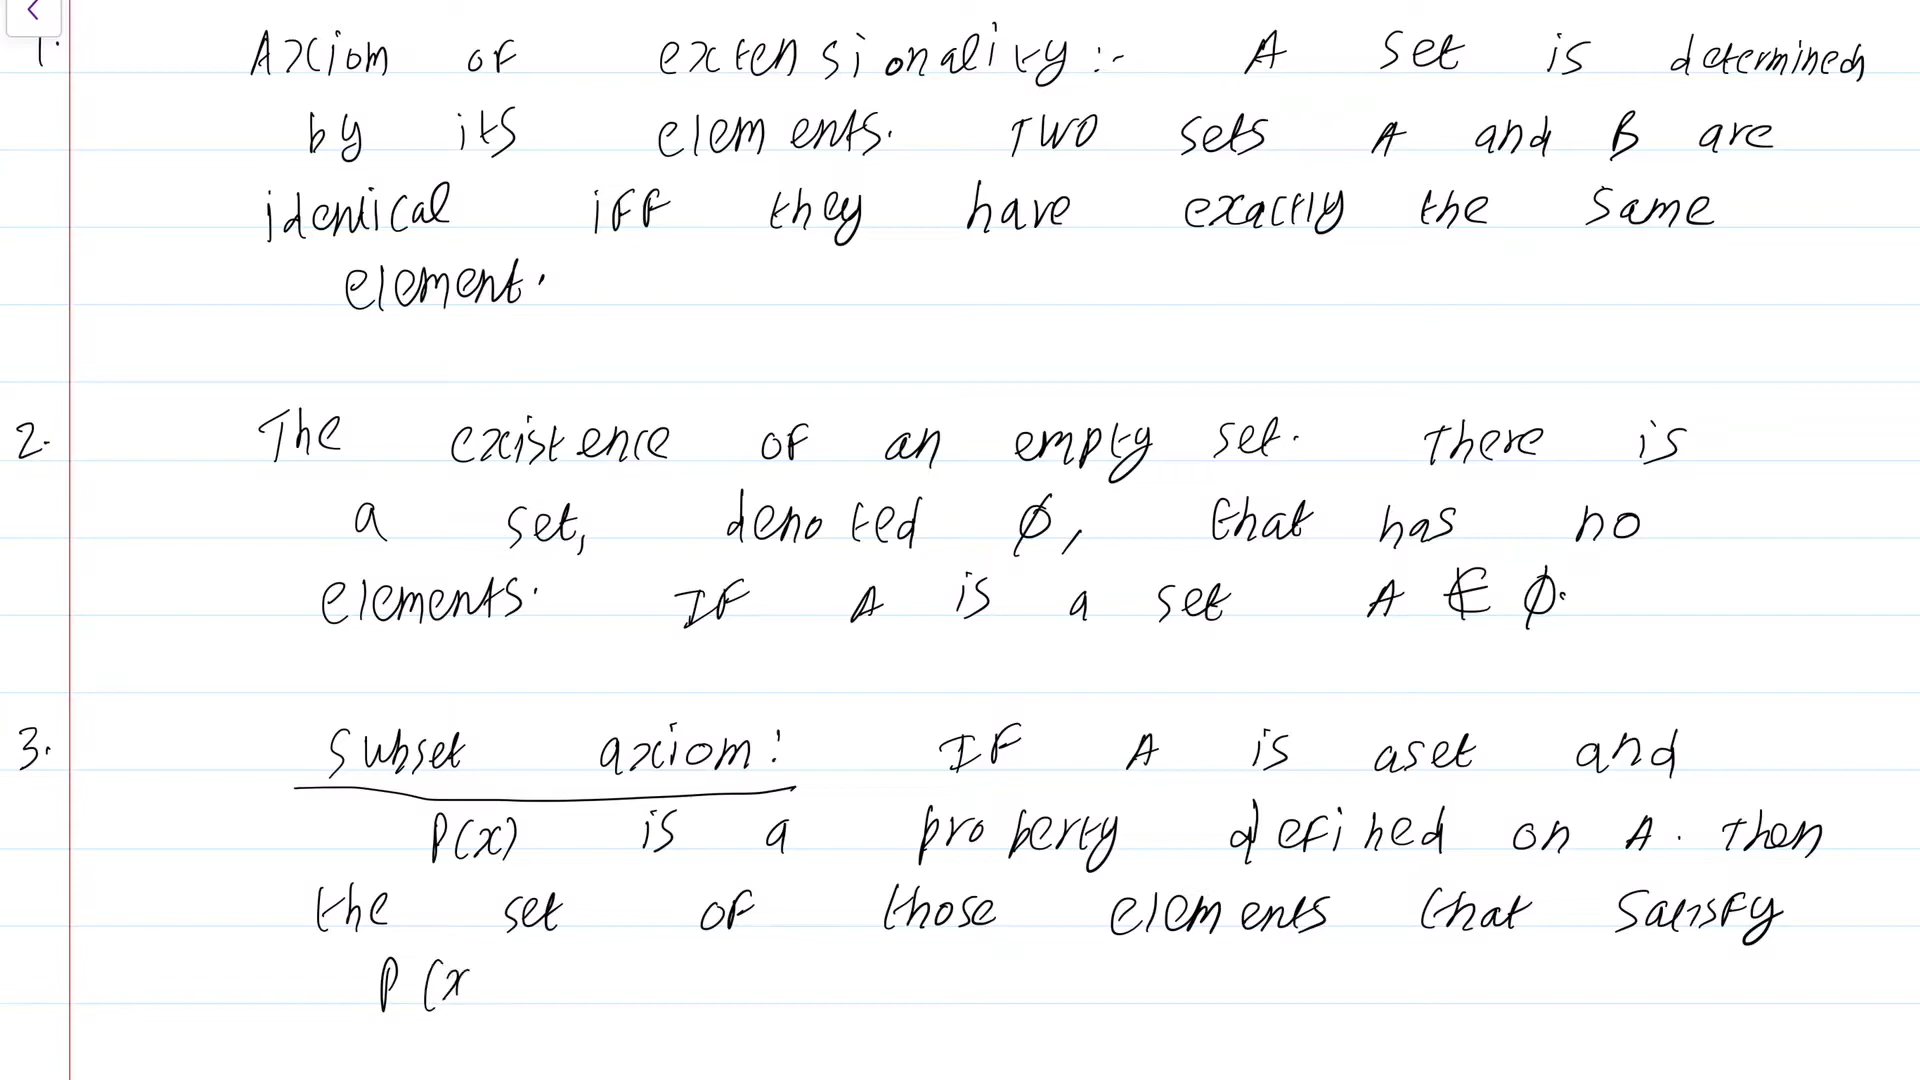 1. Axiom of extensionality :- A set is determined
by its elements. Two sets A and B are
identical iff they have exactly the same
element.
2. The existence of an empty set. There is
a set, denoted ∅, that has no
elements. If A is a set A ∉ ∅.
3. Subset axiom: If A is aset and
P(x) is a property defined on A. Then
the set of those elements that satisfy
P(x